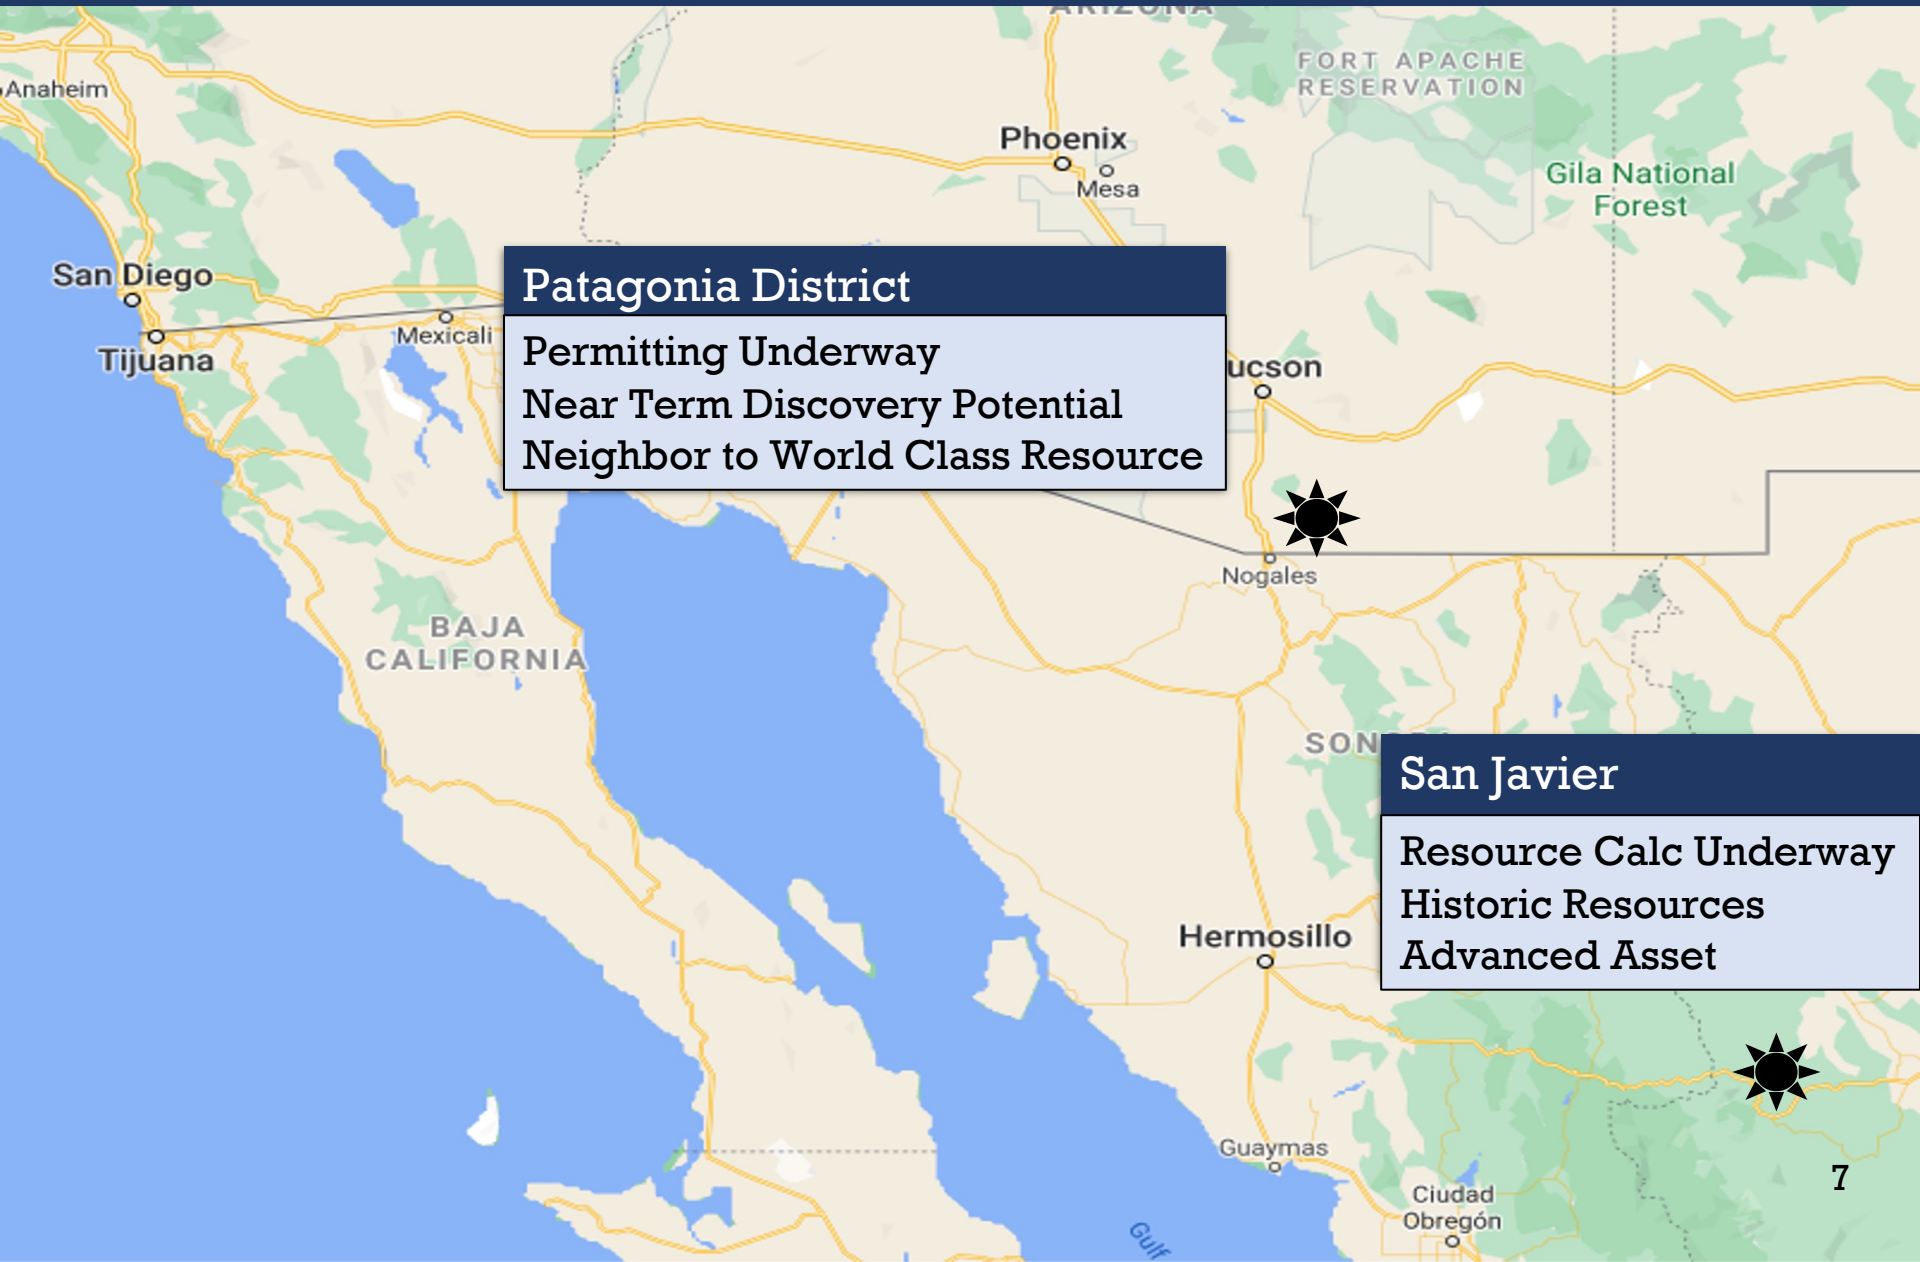 ARIZONA
FORT APACHE
RESERVATION
Anaheim
Phoenix
Mesa
Gila National
Forest
San Diego
Mexicali
Tijuana
Patagonia District
Permitting Underway
Near Term Discovery Potential
Neighbor to World Class Resource
ucson
Nogales
BAJA
CALIFORNIA
SON
San Javier
Resource Calc Underway
Historic Resources
Advanced Asset
Hermosillo
Guaymas
Ciudad
Obregón
Gulf
7